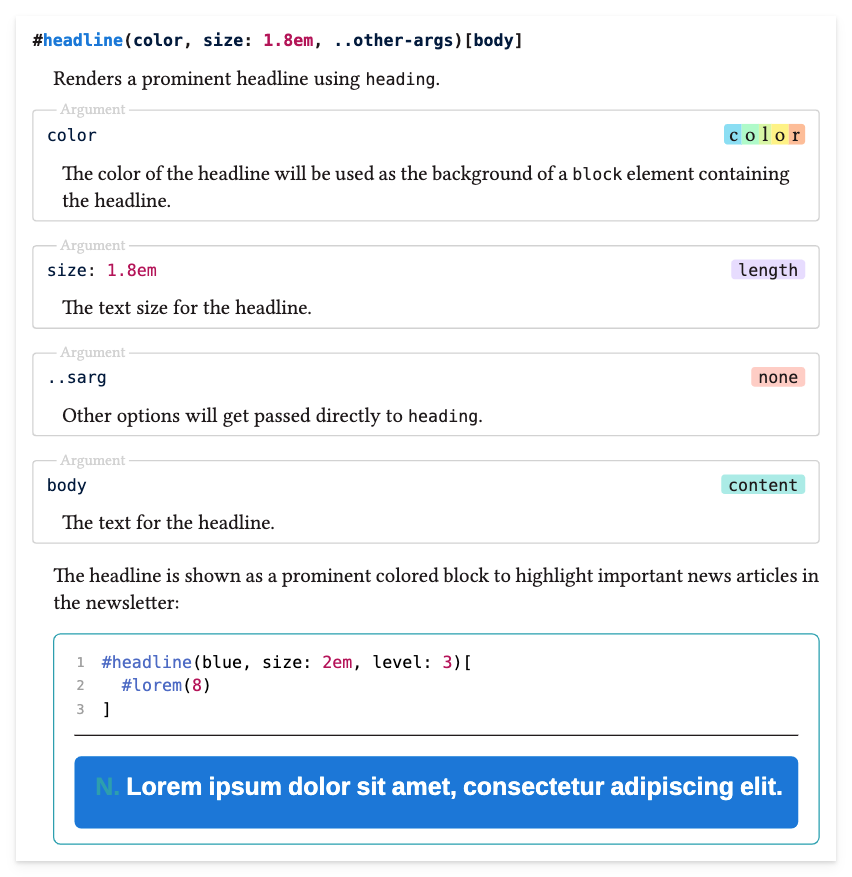 #headline(color, size: 1.8em, ..other-args)[body]
Renders a prominent headline using heading.
Argument
color color
The color of the headline will be used as the background of a block element containing
the headline.
Argument
size: 1.8em length
The text size for the headline.
Argument
..sarg none
Other options will get passed directly to heading.
Argument
body content
The text for the headline.
The headline is shown as a prominent colored block to highlight important news articles in
the newsletter:
1 #headline(blue, size: 2em, level: 3)[
2   #lorem(8)
3 ]
N. Lorem ipsum dolor sit amet, consectetur adipiscing elit.